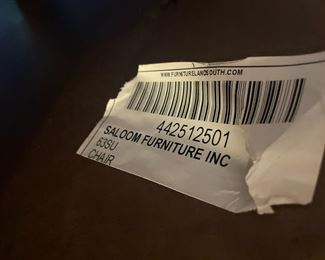 WWW.FURNITURELANDSOUTH.COM
442512501
SALOOM FURNITURE INC
63SU
CHAIR